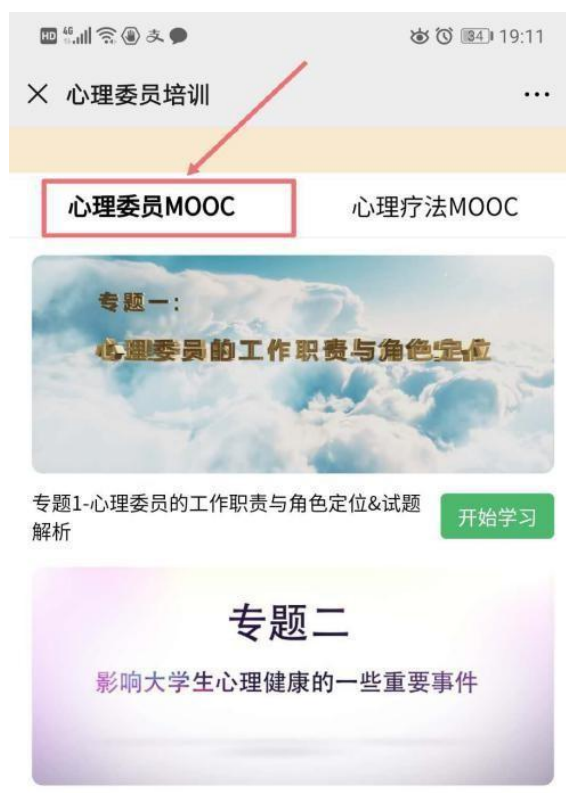 HD 4G 支 84 19:11
× 心理委员培训 ...
心理委员MOOC 心理疗法MOOC
专题一:
心理委员的工作职责与角色定位
专题1-心理委员的工作职责与角色定位&试题
解析
开始学习
专题二
影响大学生心理健康的一些重要事件